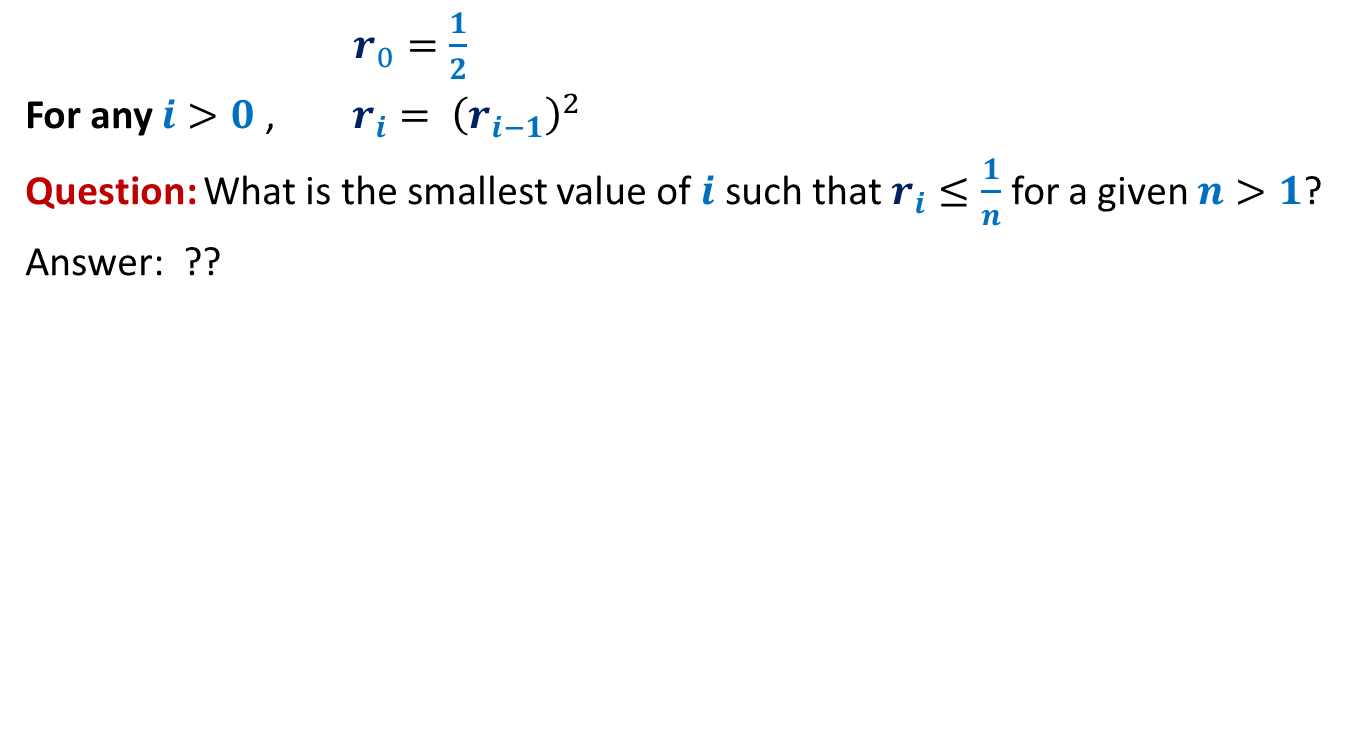 r₀ = 1/2
For any i > 0 , rᵢ = (rᵢ₋₁)²
Question: What is the smallest value of i such that rᵢ ≤ 1/n for a given n > 1?
Answer: ??